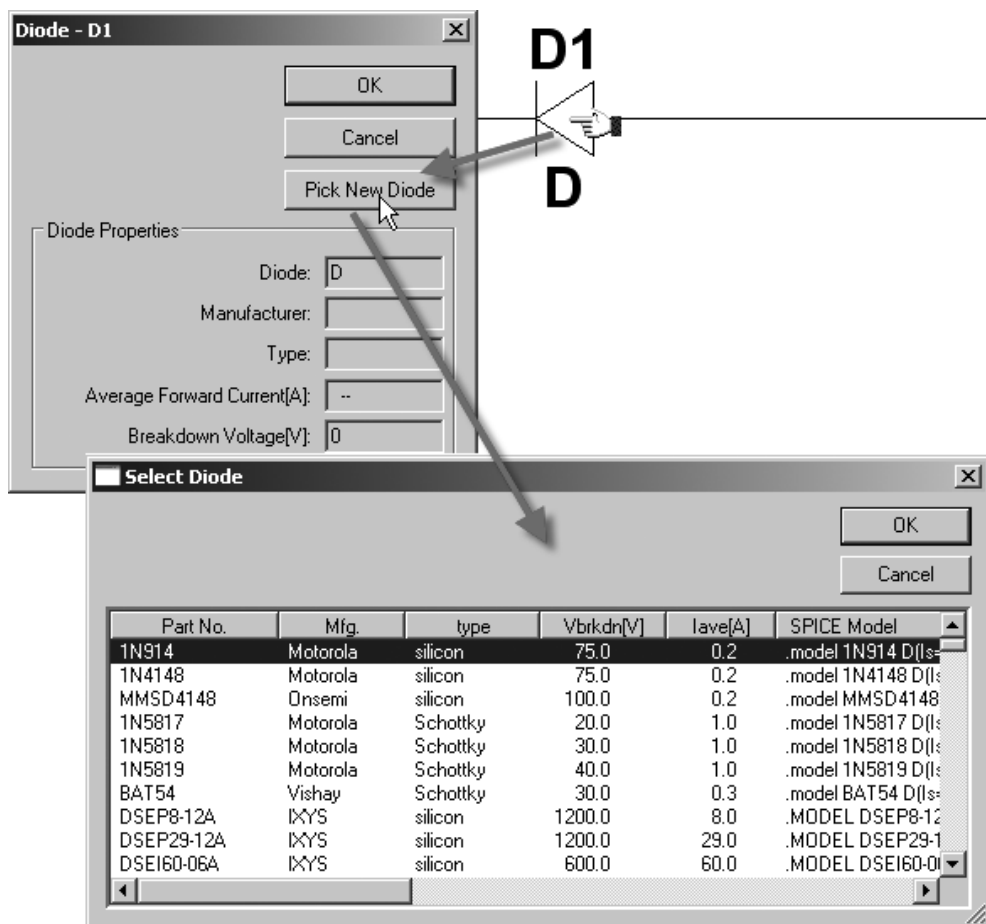 Diode - D1
OK
Cancel
Pick New Diode
Diode Properties
Diode: D
Manufacturer:
Type:
Average Forward Current[A]: --
Breakdown Voltage[V]: 0
D1
D
Select Diode
OK
Cancel
Part No. Mfg. type Vbrkdn[V] Iave[A] SPICE Model
1N914 Motorola silicon 75.0 0.2 .model 1N914 D(Is=
1N4148 Motorola silicon 75.0 0.2 .model 1N4148 D(Is
MMSD4148 Onsemi silicon 100.0 0.2 .model MMSD4148
1N5817 Motorola Schottky 20.0 1.0 .model 1N5817 D(Is
1N5818 Motorola Schottky 30.0 1.0 .model 1N5818 D(Is
1N5819 Motorola Schottky 40.0 1.0 .model 1N5819 D(Is
BAT54 Vishay Schottky 30.0 0.3 .model BAT54 D(Is=
DSEP8-12A IXYS silicon 1200.0 8.0 .MODEL DSEP8-12
DSEP29-12A IXYS silicon 1200.0 29.0 .MODEL DSEP29-1
DSEI60-06A IXYS silicon 600.0 60.0 .MODEL DSEI60-0